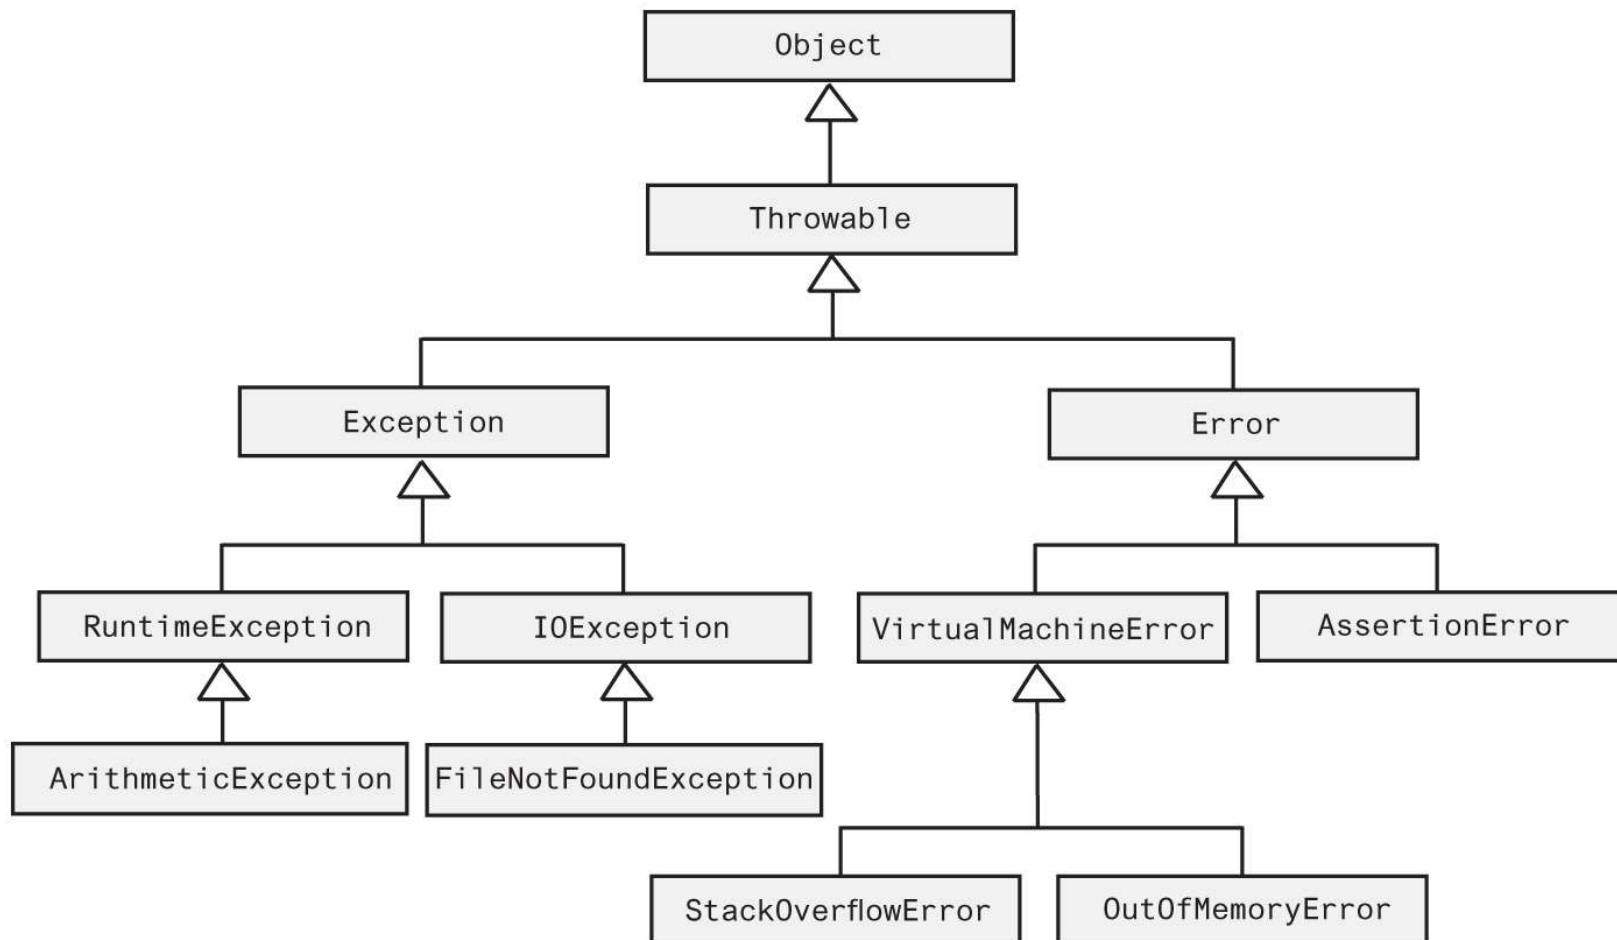 Object
Throwable
Exception
Error
RuntimeException
IOException
VirtualMachineError
AssertionError
ArithmeticException
FileNotFoundException
StackOverflowError
OutOfMemoryError